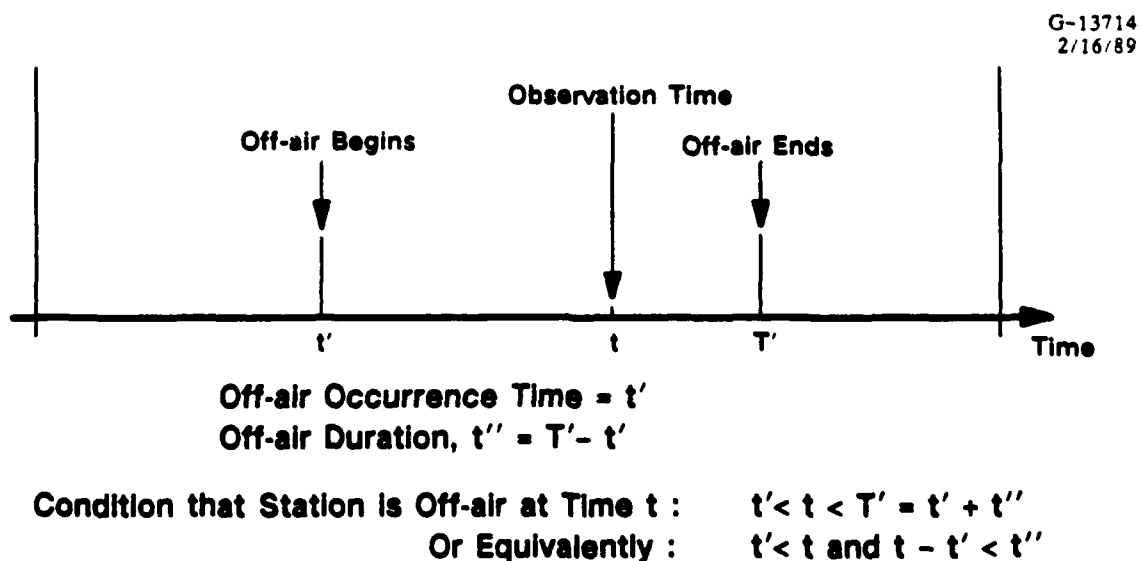 G-13714
2/16/89
Observation Time
Off-air Begins
Off-air Ends
t'
t
T'
Time
Off-air Occurrence Time = t'
Off-air Duration, t'' = T'- t'
Condition that Station is Off-air at Time t : t'< t < T' = t' + t''
Or Equivalently : t'< t and t - t' < t''